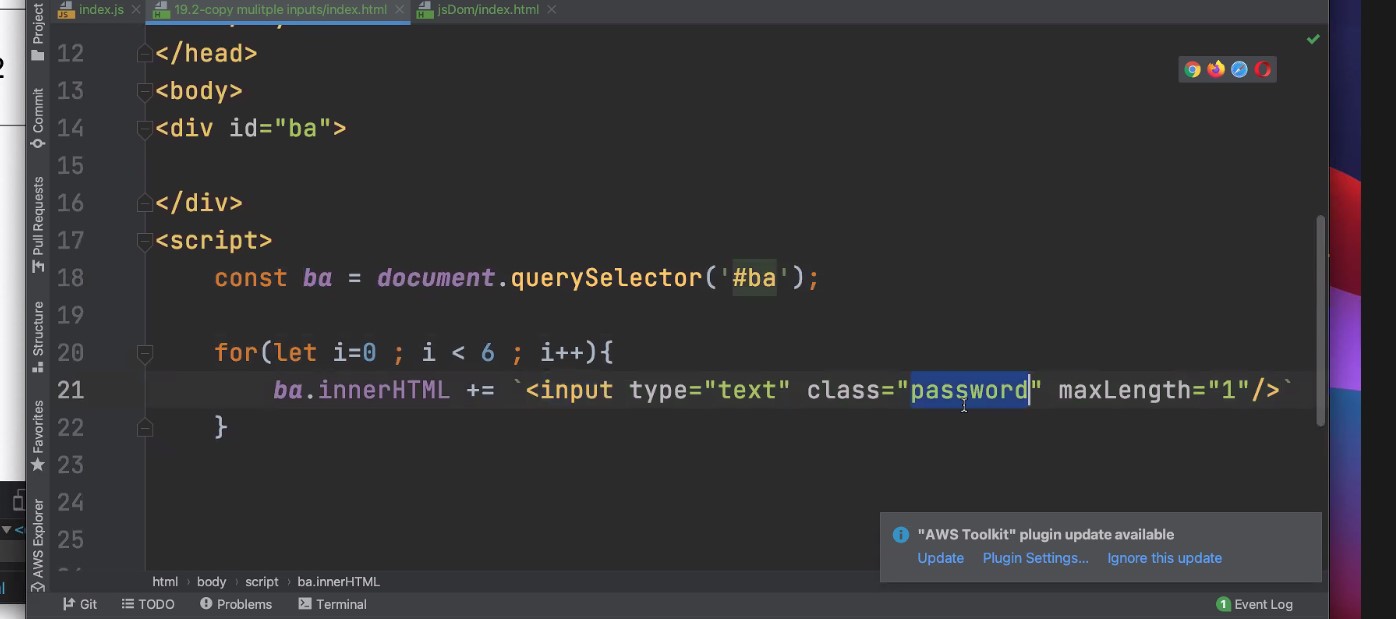 index.js
19.2-copy mulitple inputs/index.html
jsDom/index.html
Project
Commit
Pull Requests
Structure
Favorites
AWS Explorer
2
12 </head>
13 <body>
14 <div id="ba">
15
16 </div>
17 <script>
18 const ba = document.querySelector('#ba');
19
20 for(let i=0 ; i < 6 ; i++){
21 ba.innerHTML += `<input type="text" class="password" maxLength="1"/>`
22 }
23
24
25
"AWS Toolkit" plugin update available
Update Plugin Settings... Ignore this update
html › body › script › ba.innerHTML
Git TODO Problems Terminal
1 Event Log